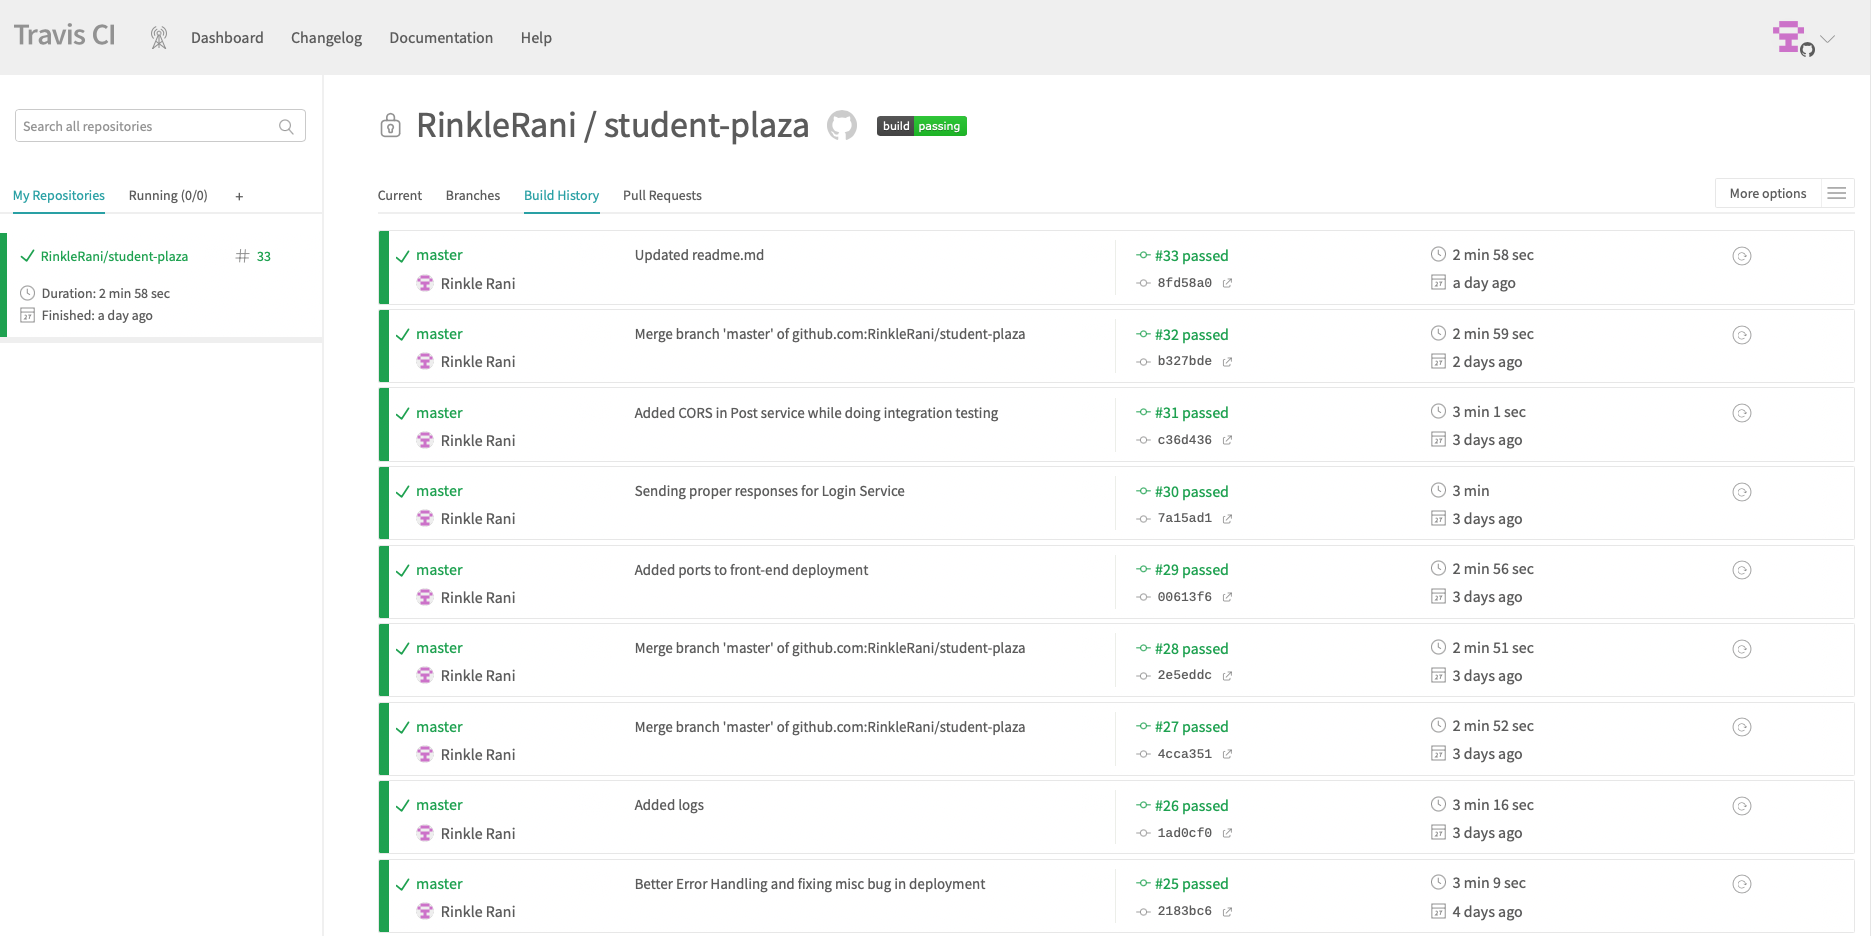 Travis CI
Dashboard Changelog Documentation Help
Search all repositories
My Repositories Running (0/0) +
RinkleRani/student-plaza # 33
Duration: 2 min 58 sec
Finished: a day ago
RinkleRani / student-plaza build passing
Current Branches Build History Pull Requests More options
master Updated readme.md #33 passed 2 min 58 sec
Rinkle Rani 8fd58a0 a day ago
master Merge branch 'master' of github.com:RinkleRani/student-plaza #32 passed 2 min 59 sec
Rinkle Rani b327bde 2 days ago
master Added CORS in Post service while doing integration testing #31 passed 3 min 1 sec
Rinkle Rani c36d436 3 days ago
master Sending proper responses for Login Service #30 passed 3 min
Rinkle Rani 7a15ad1 3 days ago
master Added ports to front-end deployment #29 passed 2 min 56 sec
Rinkle Rani 00613f6 3 days ago
master Merge branch 'master' of github.com:RinkleRani/student-plaza #28 passed 2 min 51 sec
Rinkle Rani 2e5eddc 3 days ago
master Merge branch 'master' of github.com:RinkleRani/student-plaza #27 passed 2 min 52 sec
Rinkle Rani 4cca351 3 days ago
master Added logs #26 passed 3 min 16 sec
Rinkle Rani 1ad0cf0 3 days ago
master Better Error Handling and fixing misc bug in deployment #25 passed 3 min 9 sec
Rinkle Rani 2183bc6 4 days ago